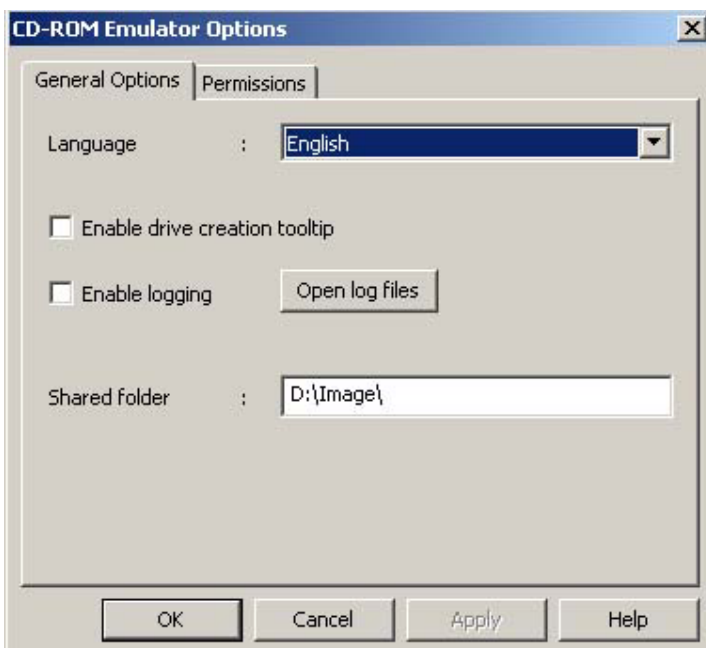 CD-ROM Emulator Options
General Options Permissions
Language : English
Enable drive creation tooltip
Enable logging Open log files
Shared folder : D:\Image\
OK Cancel Apply Help